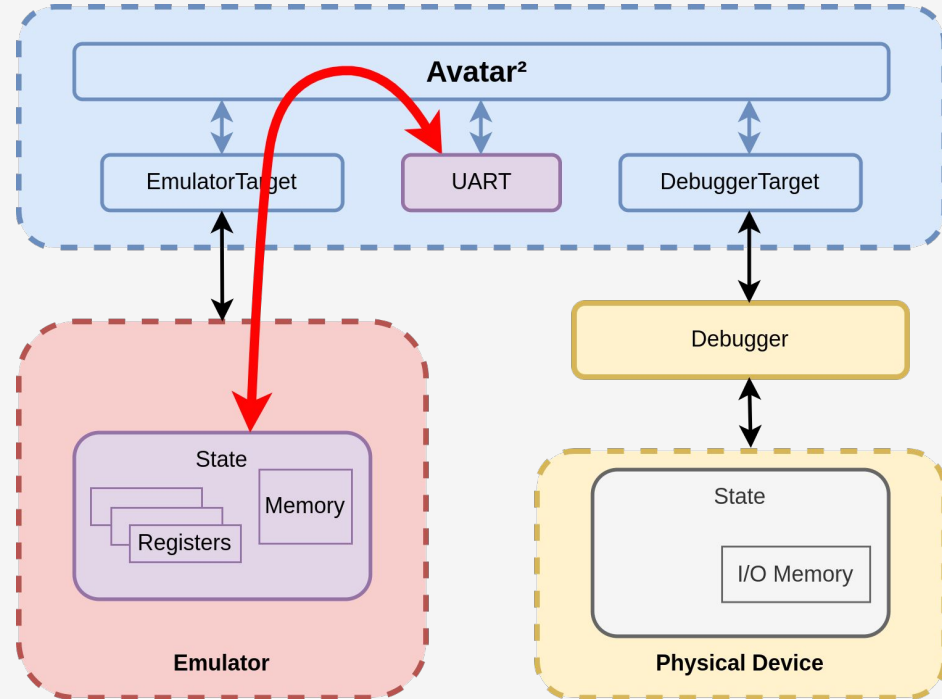 Avatar²
EmulatorTarget
UART
DebuggerTarget
Debugger
State
Memory
Registers
Emulator
State
I/O Memory
Physical Device